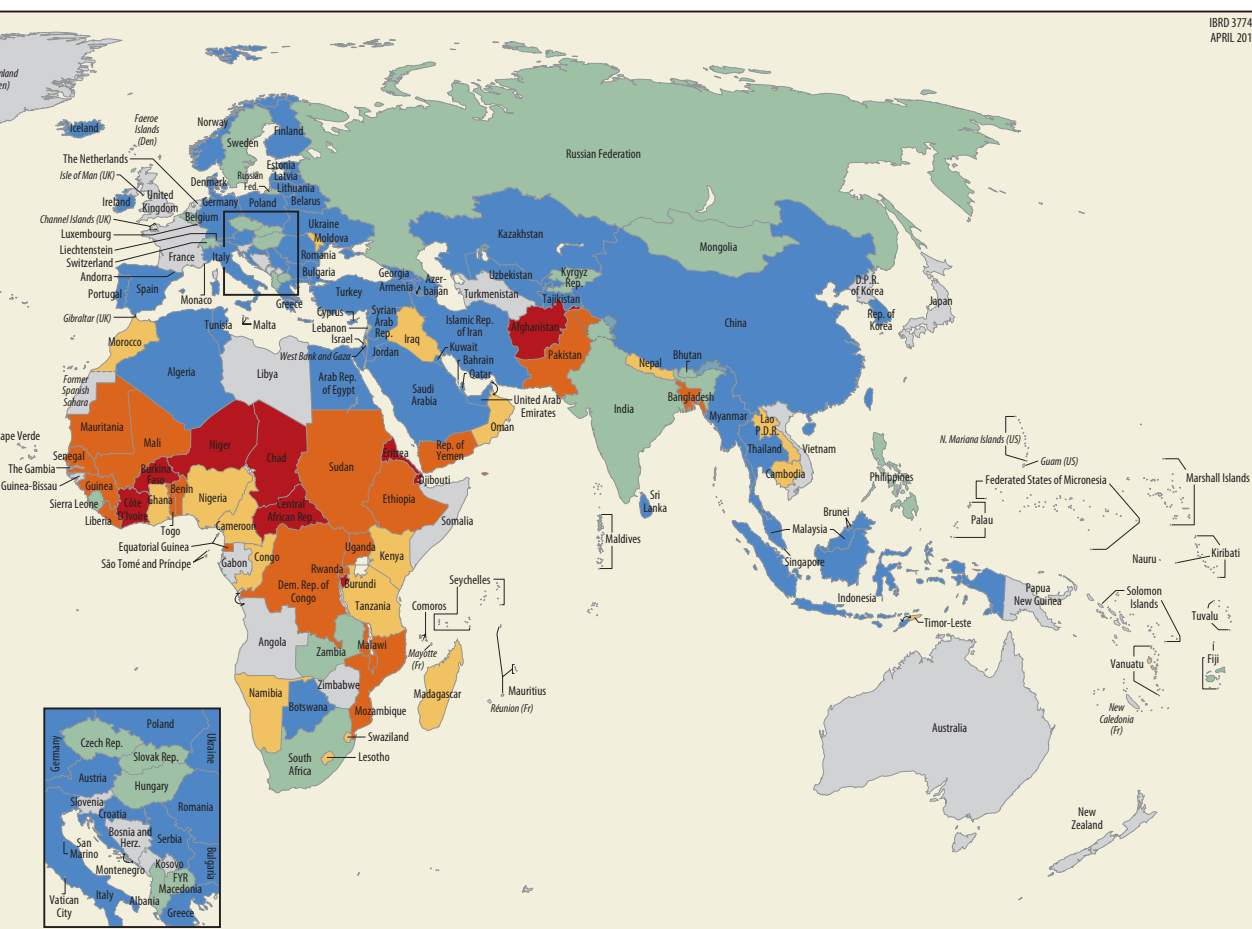 IBRD 3774
APRIL 201
nland
en)
Iceland
Faeroe
Islands
(Den)
Norway
Sweden
Finland
The Netherlands
Isle of Man (UK)
Estonia
Latvia
Russian
Fed.
Lithuania
Denmark
United
Kingdom
Ireland
Germany
Poland
Belarus
Channel Islands (UK)
Belgium
Luxembourg
Ukraine
Liechtenstein
Moldova
Switzerland
France
Italy
Romania
Andorra
Bulgaria
Portugal
Spain
Monaco
Greece
Gibraltar (UK)
Russian Federation
Kazakhstan
Mongolia
Georgia
Armenia
Azer-
baijan
Uzbekistan
Kyrgyz
Rep.
Turkmenistan
Tajikistan
Turkey
Cyprus
Syrian
Arab
Rep.
Lebanon
Israel
West Bank and Gaza
Jordan
Iraq
Islamic Rep.
of Iran
Afghanistan
Pakistan
Kuwait
Bahrain
Qatar
Saudi
Arabia
United Arab
Emirates
Oman
Rep. of
Yemen
China
D.P.R.
of Korea
Rep. of
Korea
Japan
Nepal
Bhutan
India
Bangladesh
Myanmar
Lao
P.D.R.
Thailand
Vietnam
Cambodia
Sri
Lanka
Maldives
Philippines
Brunei
Malaysia
Singapore
Indonesia
Timor-Leste
N. Mariana Islands (US)
Guam (US)
Federated States of Micronesia
Marshall Islands
Palau
Nauru
Kiribati
Papua
New Guinea
Solomon
Islands
Tuvalu
Vanuatu
Fiji
New
Caledonia
(Fr)
Australia
New
Zealand
Tunisia
Malta
Morocco
Algeria
Libya
Arab Rep.
of Egypt
Former
Spanish
Sahara
Mauritania
Mali
Niger
Chad
Sudan
Eritrea
Djibouti
ape Verde
Senegal
The Gambia
Guinea-Bissau
Guinea
Sierra Leone
Liberia
Burkina
Faso
Côte
D'Ivoire
Ghana
Benin
Togo
Nigeria
Cameroon
Central
African Rep.
Ethiopia
Somalia
Equatorial Guinea
São Tomé and Príncipe
Gabon
Congo
Dem. Rep. of
Congo
Uganda
Rwanda
Burundi
Kenya
Tanzania
Seychelles
Comoros
Mayotte
(Fr)
Angola
Zambia
Malawi
Zimbabwe
Mozambique
Namibia
Botswana
Madagascar
Mauritius
Réunion (Fr)
South
Africa
Swaziland
Lesotho
Poland
Germany
Czech Rep.
Ukraine
Slovak Rep.
Austria
Hungary
Slovenia
Croatia
Romania
Bosnia and
Herz.
Serbia
San
Marino
Montenegro
Kosovo
Bulgaria
FYR
Macedonia
Vatican
City
Italy
Albania
Greece